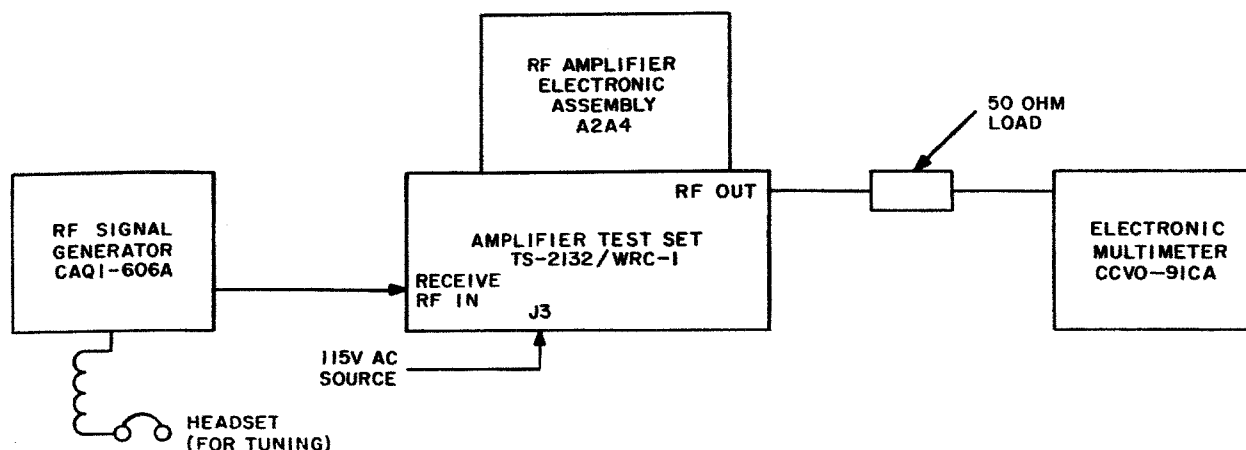 RF AMPLIFIER
ELECTRONIC
ASSEMBLY
A2A4
50 OHM
LOAD
RF SIGNAL
GENERATOR
CAQI-606A
RF OUT
AMPLIFIER TEST SET
TS-2132/WRC-1
RECEIVE
RF IN
J3
ELECTRONIC
MULTIMETER
CCVO-91CA
115V AC
SOURCE
HEADSET
(FOR TUNING)